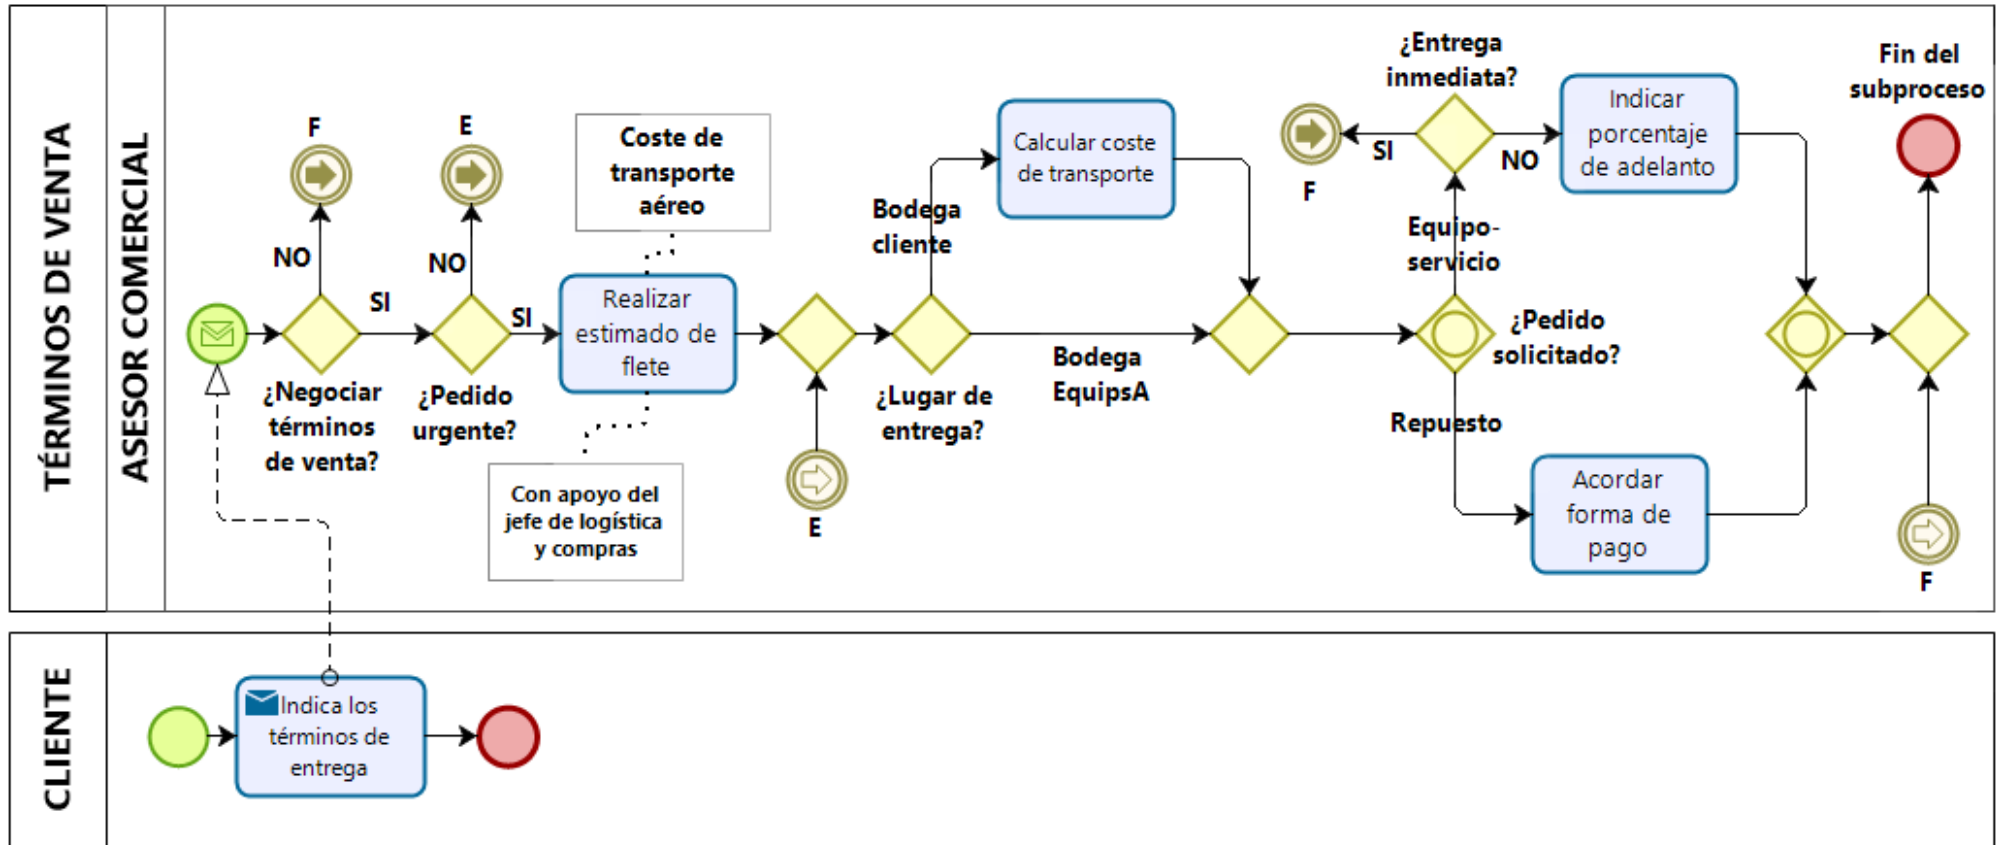 TÉRMINOS DE VENTA
ASESOR COMERCIAL
F
E
NO
NO
SI
SI
¿Negociar
términos
de venta?
¿Pedido
urgente?
Coste de
transporte
aéreo
Realizar
estimado de
flete
Con apoyo del
jefe de logística
y compras
E
Bodega
cliente
¿Lugar de
entrega?
Calcular coste
de transporte
Bodega
EquipsA
¿Entrega
inmediata?
SI
NO
F
Equipo-
servicio
¿Pedido
solicitado?
Repuesto
Indicar
porcentaje
de adelanto
Acordar
forma de
pago
Fin del
subproceso
F
CLIENTE
Indica los
términos de
entrega